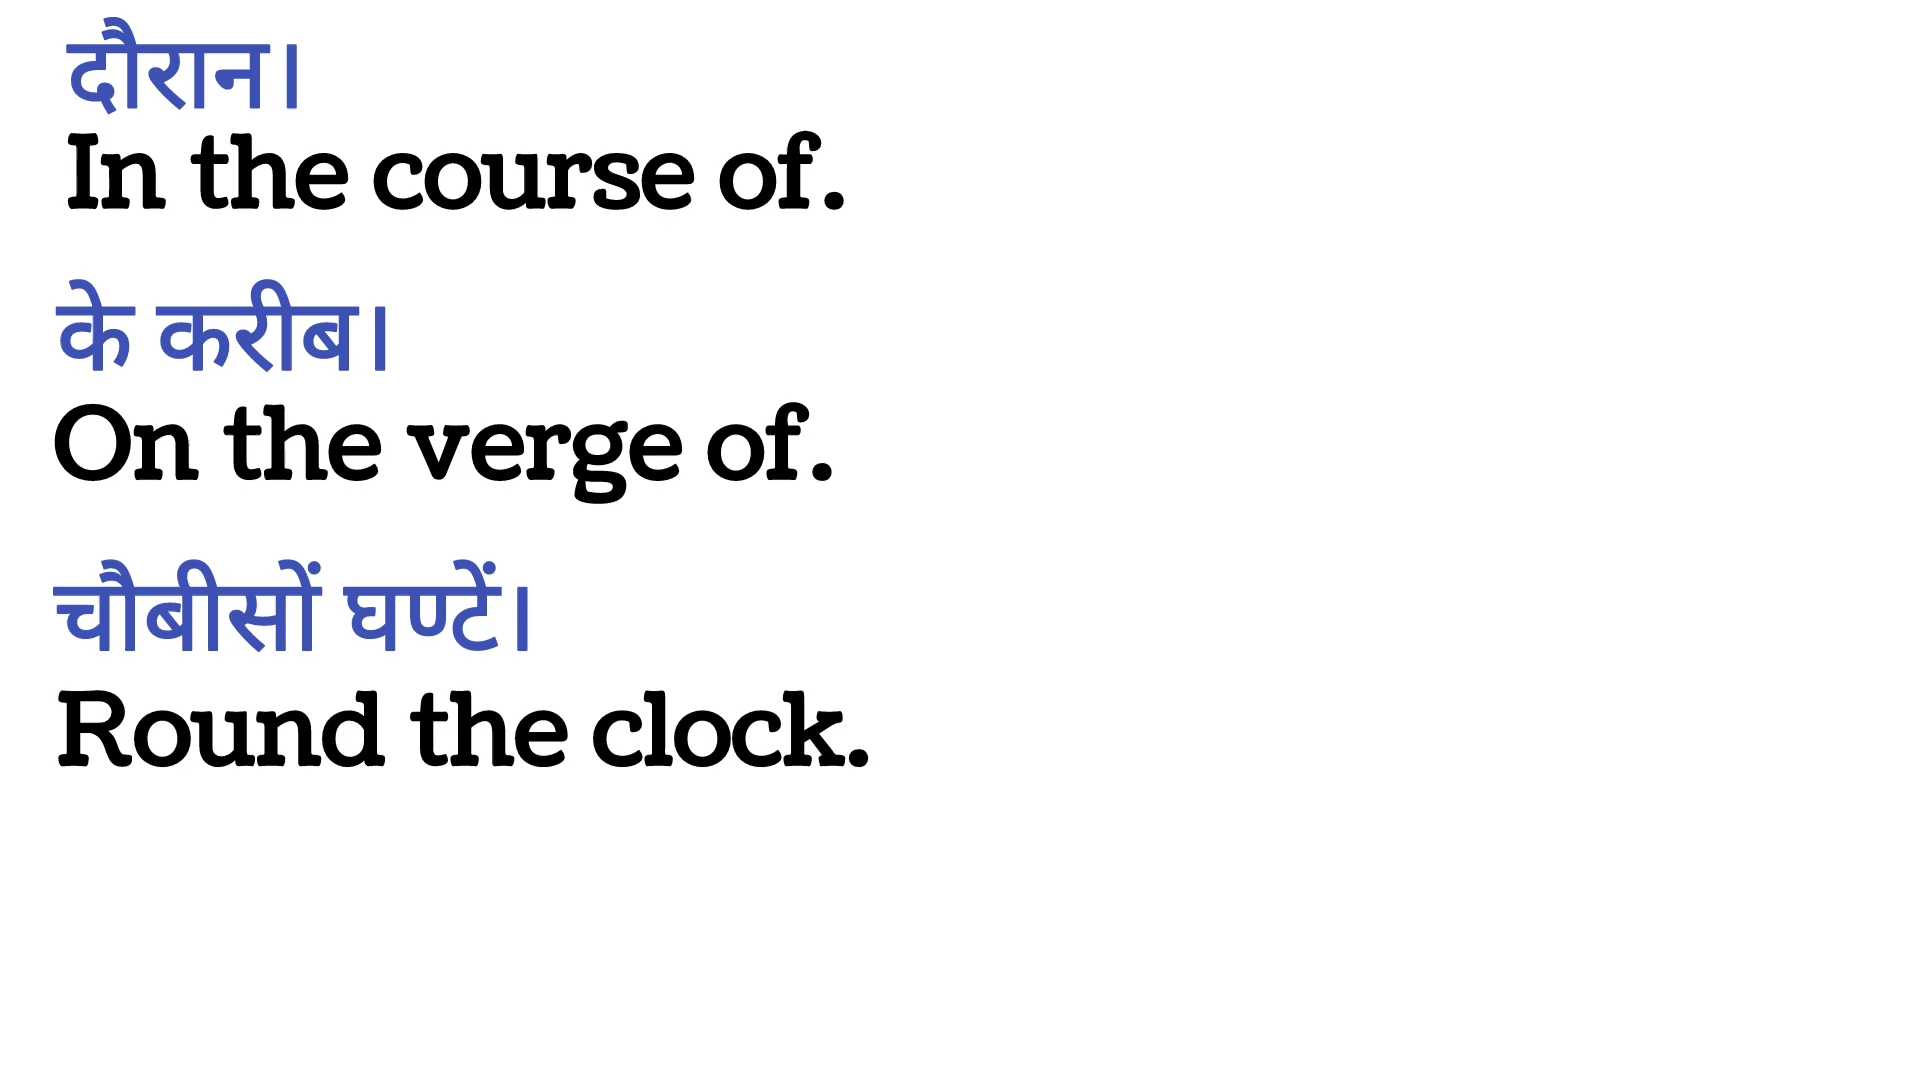 दौरान।
In the course of.
के करीब।
On the verge of.
चौबीसों घण्टें।
Round the clock.